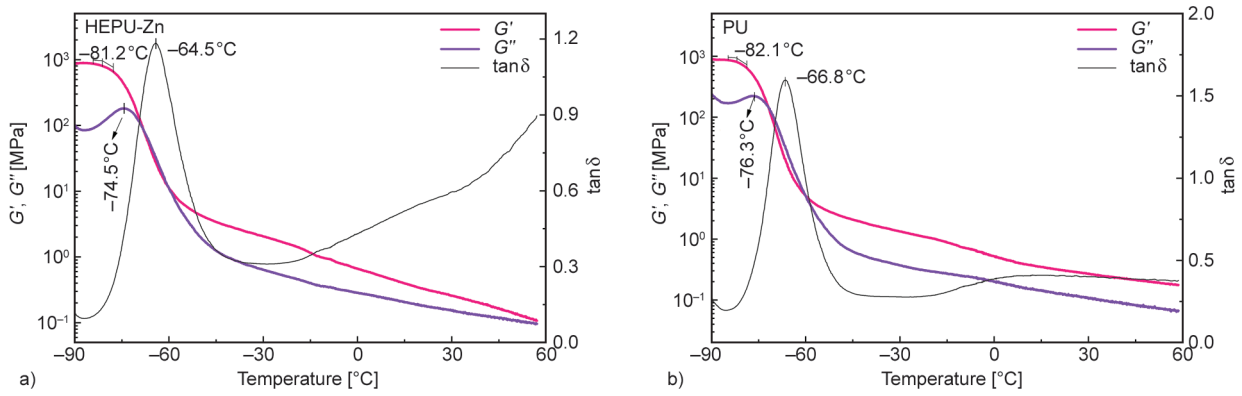 HEPU-Zn
G'
G''
tanδ
–81.2°C
–64.5°C
–74.5°C
10³
10²
10¹
10⁰
10⁻¹
G', G'' [MPa]
1.2
0.9
0.6
0.3
0.0
tanδ
–90
–60
–30
0
30
60
Temperature [°C]
a)
PU
G'
G''
tanδ
–82.1°C
–66.8°C
–76.3°C
10³
10²
10¹
10⁰
10⁻¹
G', G'' [MPa]
2.0
1.5
1.0
0.5
0.0
tanδ
–90
–60
–30
0
30
60
Temperature [°C]
b)